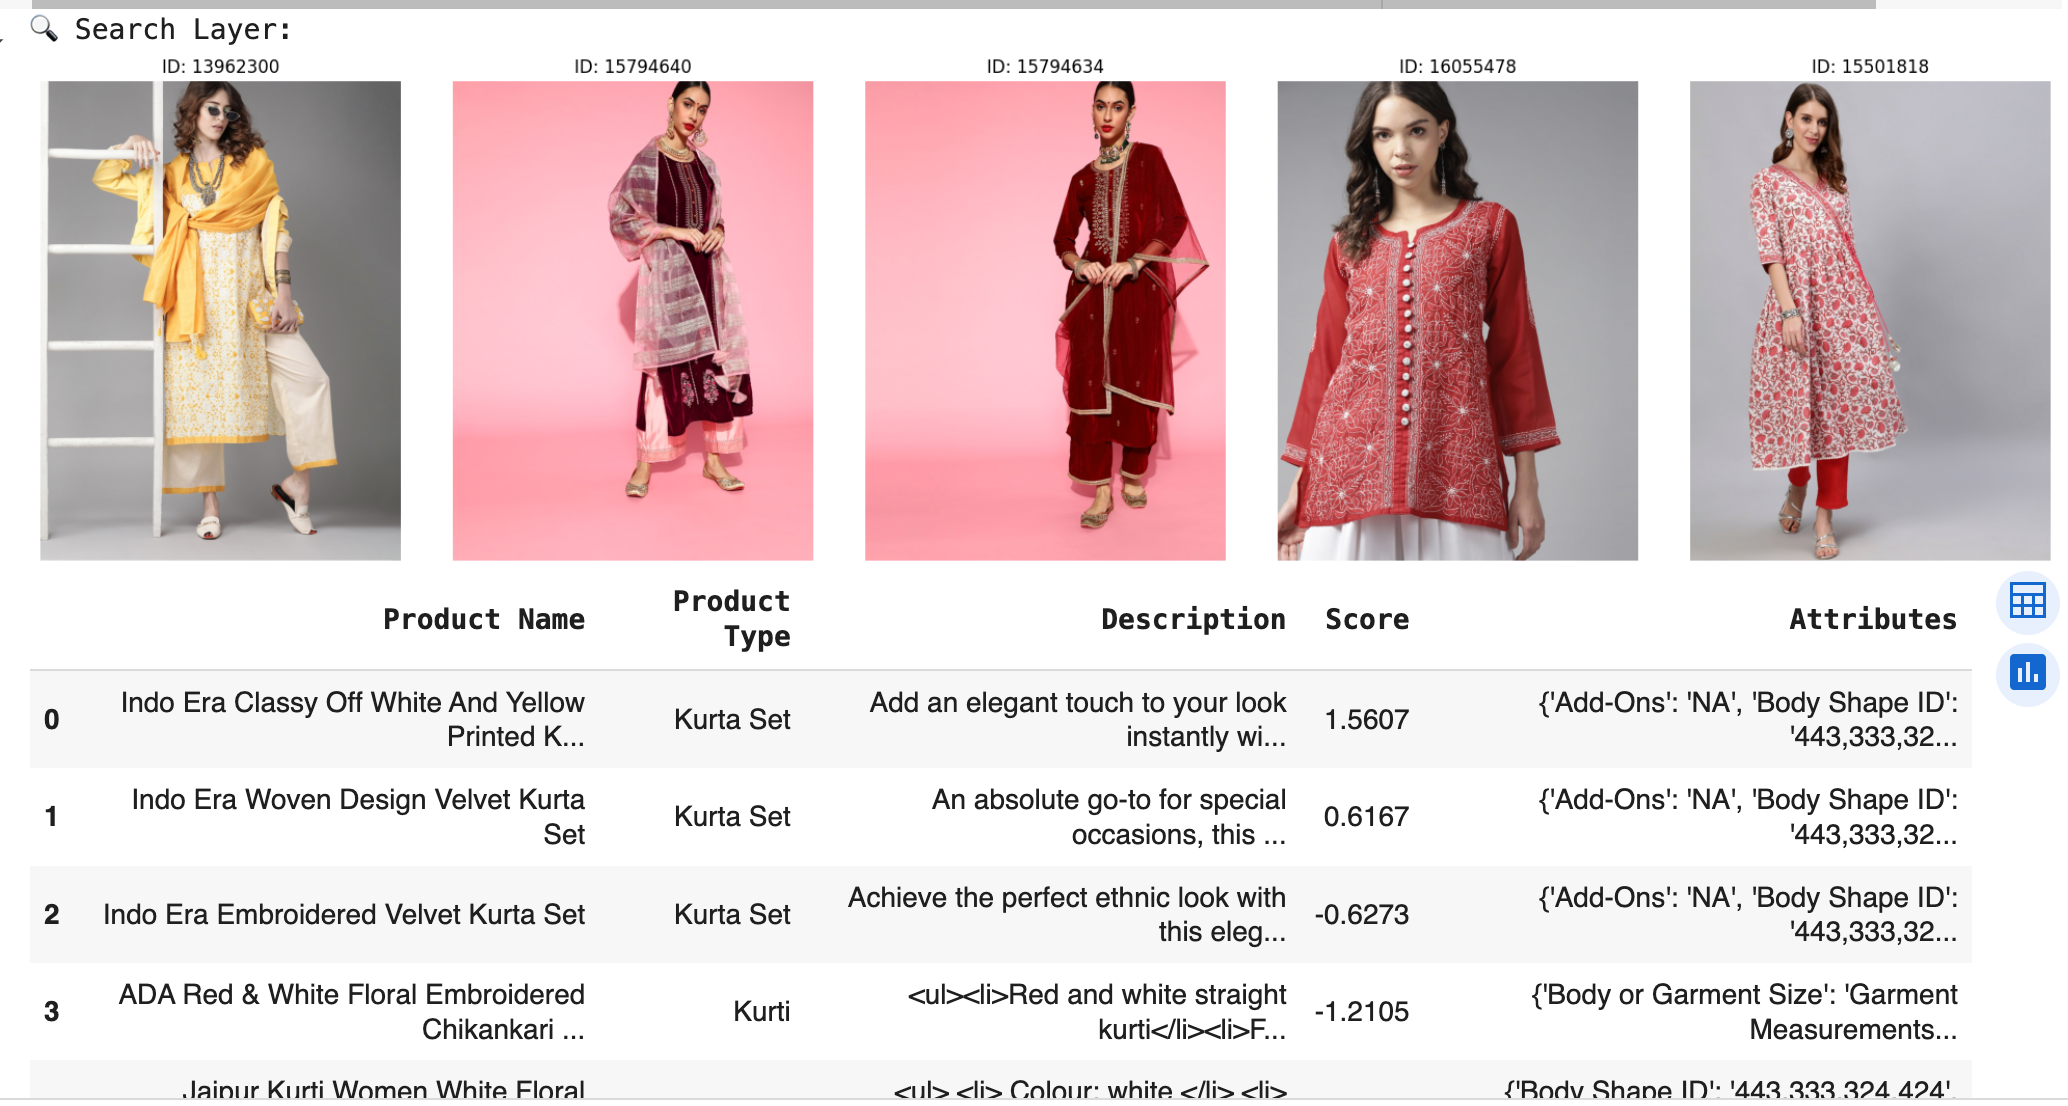 🔍 Search Layer:
ID: 13962300
ID: 15794640
ID: 15794634
ID: 16055478
ID: 15501818
Product Name
Product
Type
Description
Score
Attributes
0
Indo Era Classy Off White And Yellow
Printed K...
Kurta Set
Add an elegant touch to your look
instantly wi...
1.5607
{'Add-Ons': 'NA', 'Body Shape ID':
'443,333,32...
1
Indo Era Woven Design Velvet Kurta
Set
Kurta Set
An absolute go-to for special
occasions, this ...
0.6167
{'Add-Ons': 'NA', 'Body Shape ID':
'443,333,32...
2
Indo Era Embroidered Velvet Kurta Set
Kurta Set
Achieve the perfect ethnic look with
this eleg...
-0.6273
{'Add-Ons': 'NA', 'Body Shape ID':
'443,333,32...
3
ADA Red & White Floral Embroidered
Chikankari ...
Kurti
<ul><li>Red and white straight
kurti</li><li>F...
-1.2105
{'Body or Garment Size': 'Garment
Measurements...
Jaipur Kurti Women White Floral
<ul> <li> Colour: white </li> <li>
{'Body Shape ID': '443,333,324,424',